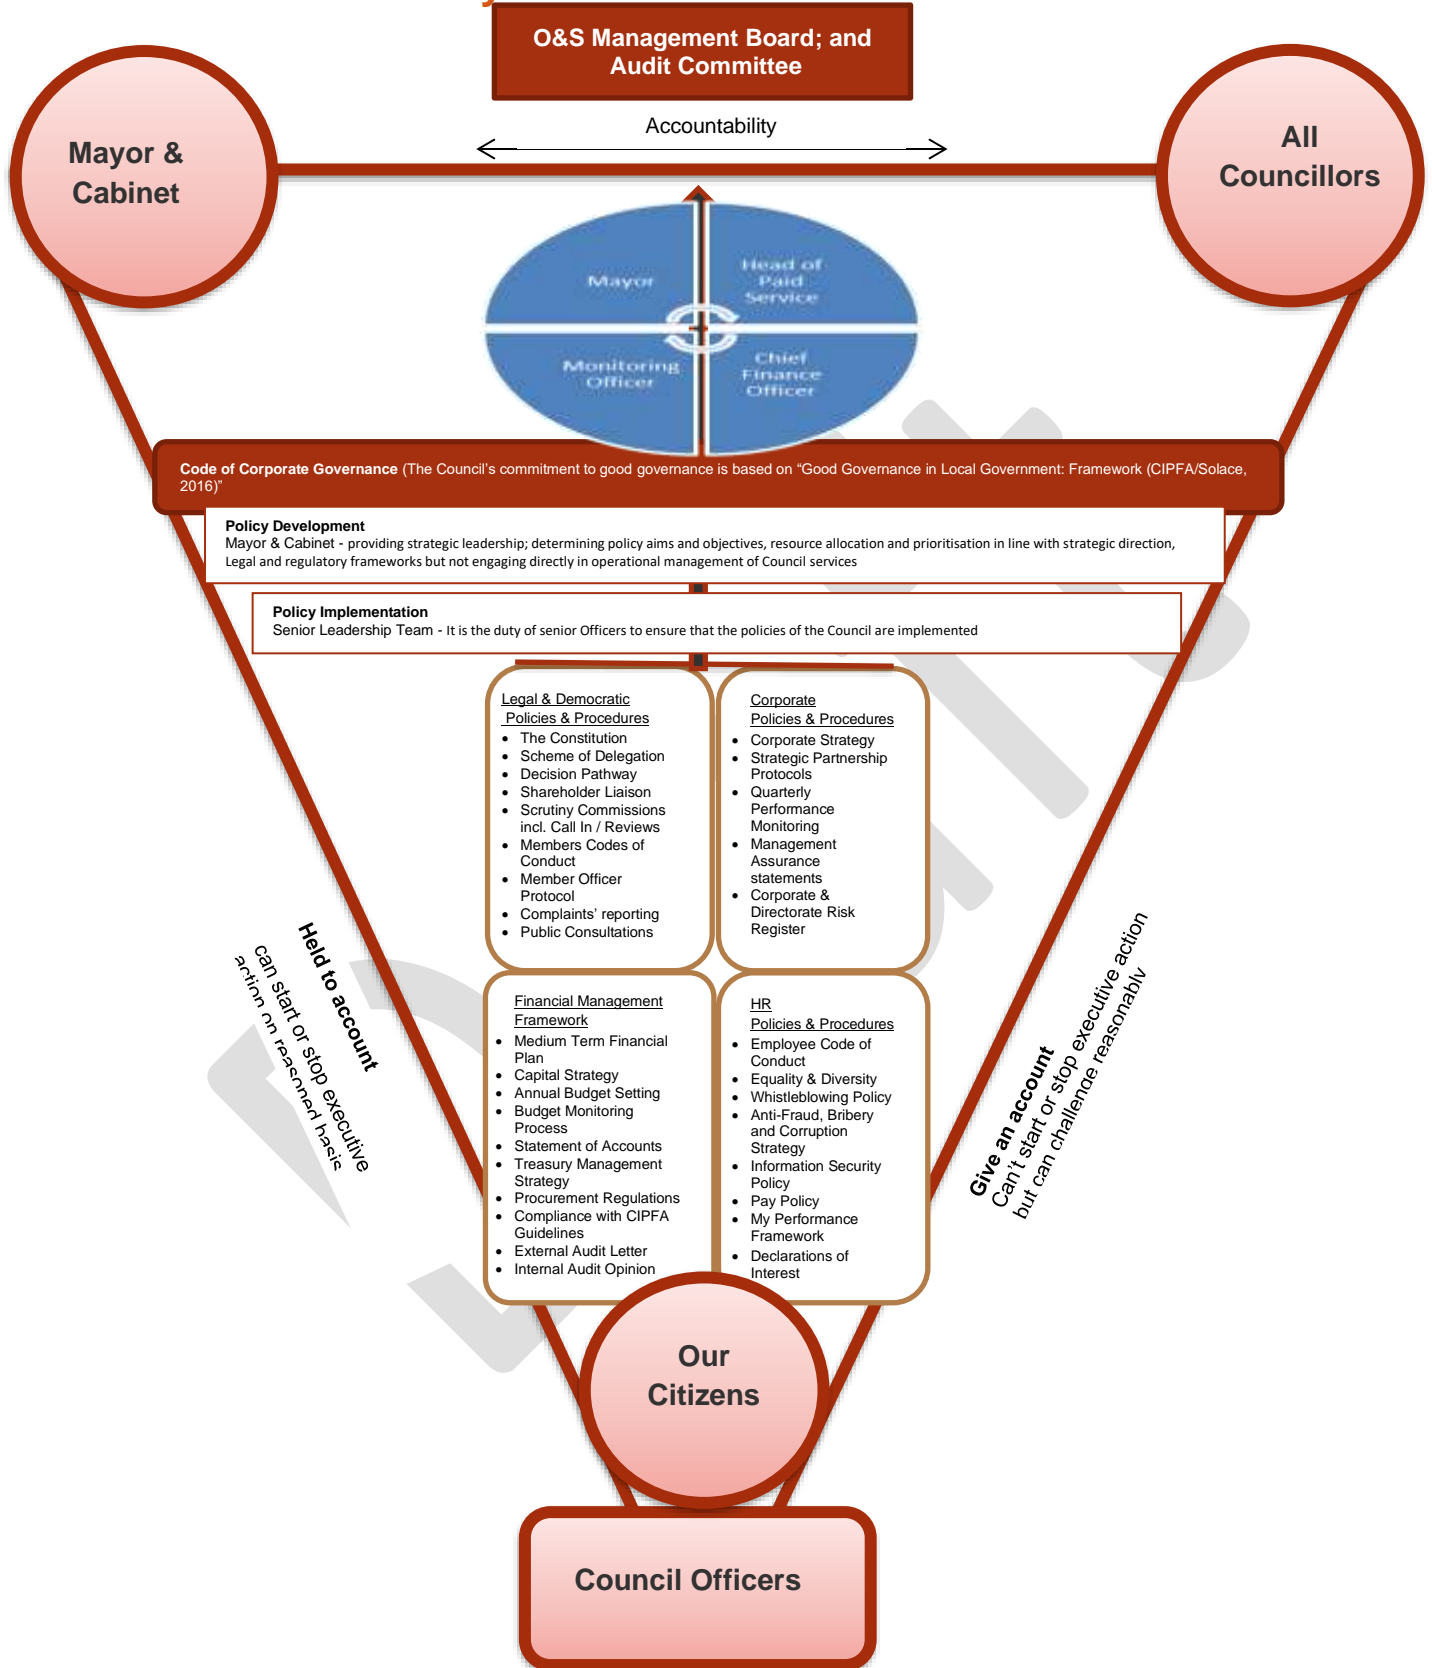 O&S Management Board; and
Audit Committee
Accountability
Mayor &
Cabinet
All
Councillors
Mayor
Head of
Paid
Service
Monitoring
Officer
Chief
Finance
Officer
Code of Corporate Governance (The Council's commitment to good governance is based on "Good Governance in Local Government: Framework (CIPFA/Solace,
2016)"
Policy Development
Mayor & Cabinet - providing strategic leadership; determining policy aims and objectives, resource allocation and prioritisation in line with strategic direction,
Legal and regulatory frameworks but not engaging directly in operational management of Council services
Policy Implementation
Senior Leadership Team - It is the duty of senior Officers to ensure that the policies of the Council are implemented
Legal & Democratic
Policies & Procedures
• The Constitution
• Scheme of Delegation
• Decision Pathway
• Shareholder Liaison
• Scrutiny Commissions
incl. Call In / Reviews
• Members Codes of
Conduct
• Member Officer
Protocol
• Complaints' reporting
• Public Consultations
Corporate
Policies & Procedures
• Corporate Strategy
• Strategic Partnership
Protocols
• Quarterly
Performance
Monitoring
• Management
Assurance
statements
• Corporate &
Directorate Risk
Register
Held to account
can start or stop executive
action on reasoned basis
Financial Management
Framework
• Medium Term Financial
Plan
• Capital Strategy
• Annual Budget Setting
• Budget Monitoring
Process
• Statement of Accounts
• Treasury Management
Strategy
• Procurement Regulations
• Compliance with CIPFA
Guidelines
• External Audit Letter
• Internal Audit Opinion
HR
Policies & Procedures
• Employee Code of
Conduct
• Equality & Diversity
• Whistleblowing Policy
• Anti-Fraud, Bribery
and Corruption
Strategy
• Information Security
Policy
• Pay Policy
• My Performance
Framework
• Declarations of
Interest
Give an account
Can't start or stop executive action
but can challenge reasonably
Our
Citizens
Council Officers
Draft